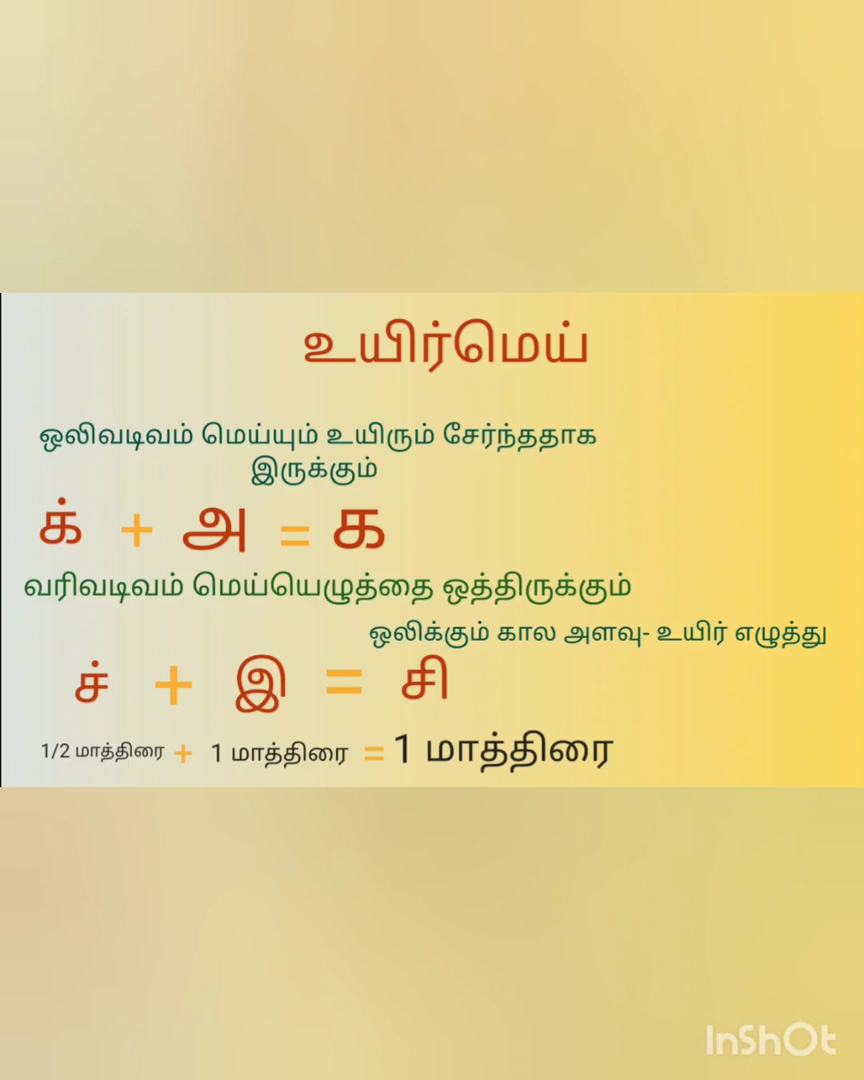 உயிர்மெய்
ஒலிவடிவம் மெய்யும் உயிரும் சேர்ந்ததாக
இருக்கும்
க் + அ = க
வரிவடிவம் மெய்யெழுத்தை ஒத்திருக்கும்
ஒலிக்கும் கால அளவு- உயிர் எழுத்து
ச் + இ = சி
1/2 மாத்திரை + 1 மாத்திரை = 1 மாத்திரை
InShOt